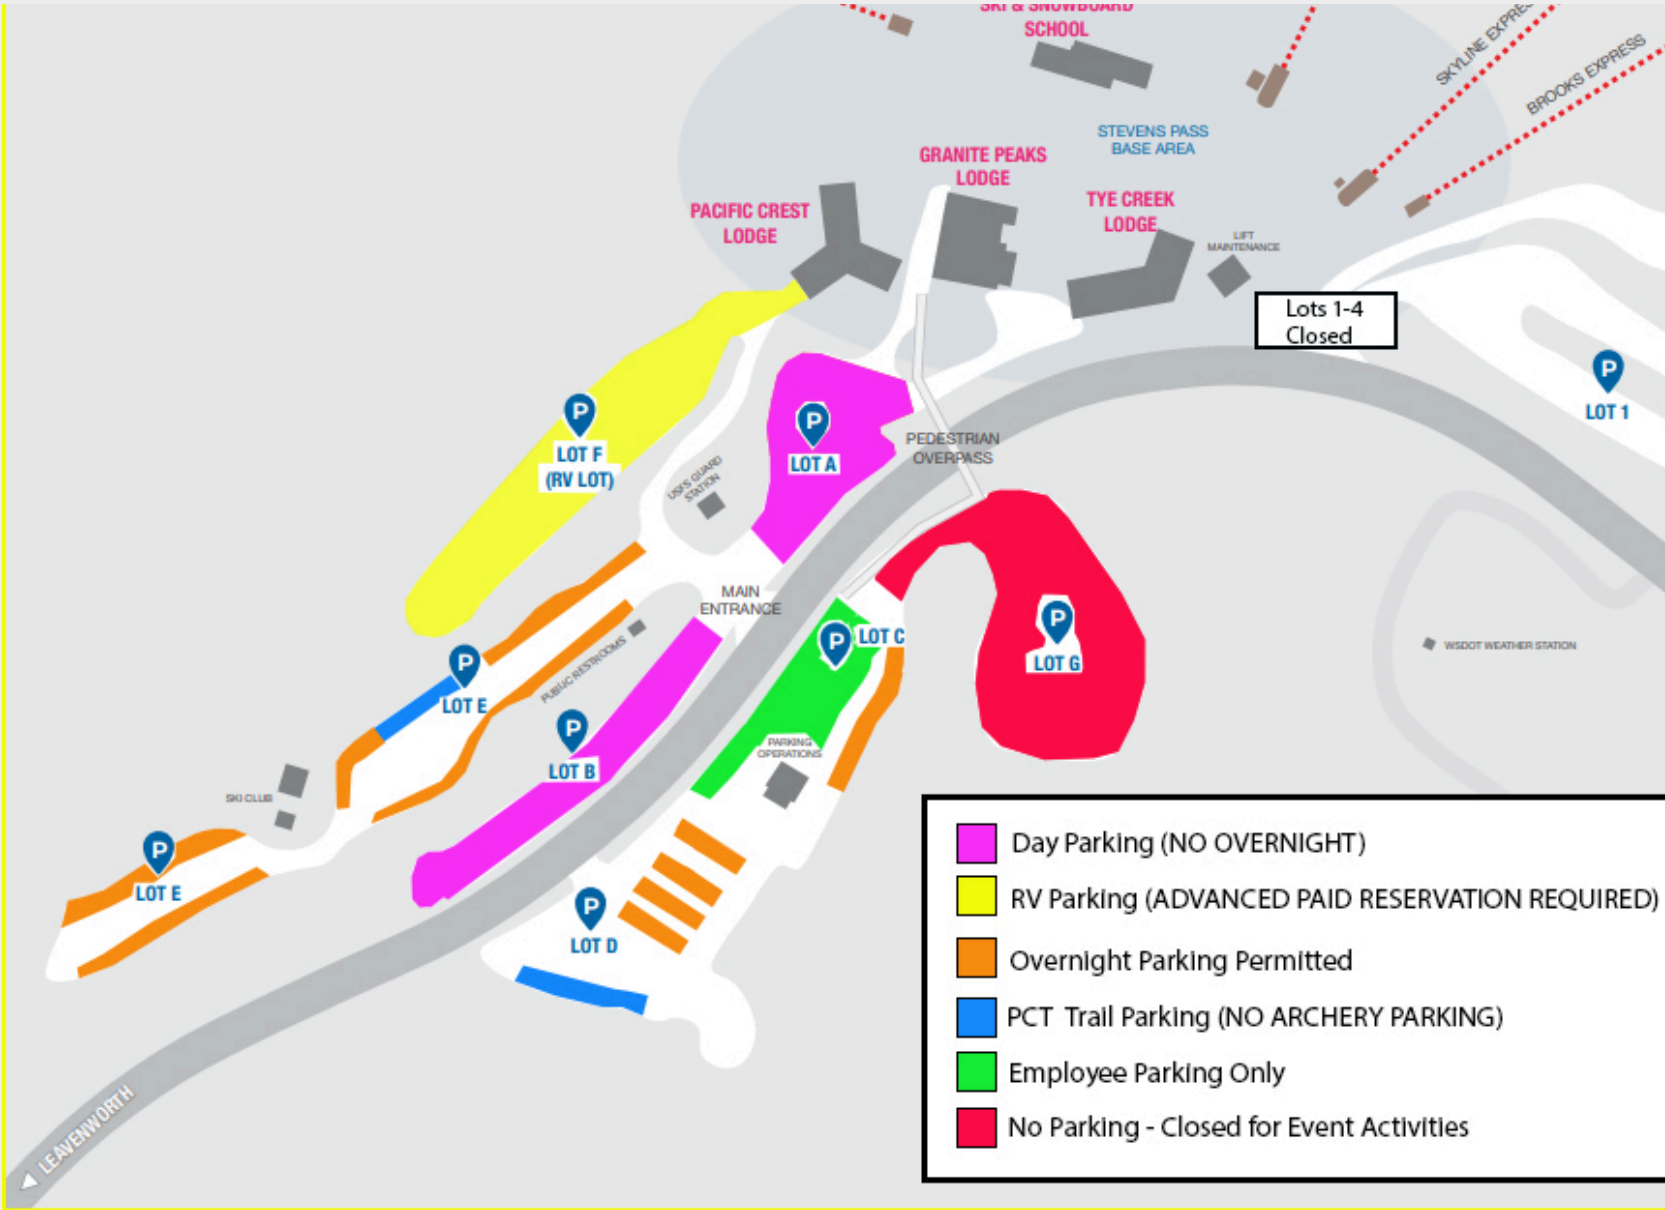 SKI & SNOWBOARD
SCHOOL
SKYLINE EXPRESS
BROOKS EXPRESS
STEVENS PASS
BASE AREA
GRANITE PEAKS
LODGE
PACIFIC CREST
LODGE
TYE CREEK
LODGE
LIFT
MAINTENANCE
Lots 1-4
Closed
P
LOT 1
P
LOT F
(RV LOT)
P
LOT A
PEDESTRIAN
OVERPASS
USFS GUARD
STATION
MAIN
ENTRANCE
P
LOT C
P
LOT G
WSDOT WEATHER STATION
PUBLIC RESTROOMS
P
LOT E
P
LOT B
PARKING
OPERATIONS
SKI CLUB
P
LOT E
P
LOT D
LEAVENWORTH
Day Parking (NO OVERNIGHT)
RV Parking (ADVANCED PAID RESERVATION REQUIRED)
Overnight Parking Permitted
PCT Trail Parking (NO ARCHERY PARKING)
Employee Parking Only
No Parking - Closed for Event Activities